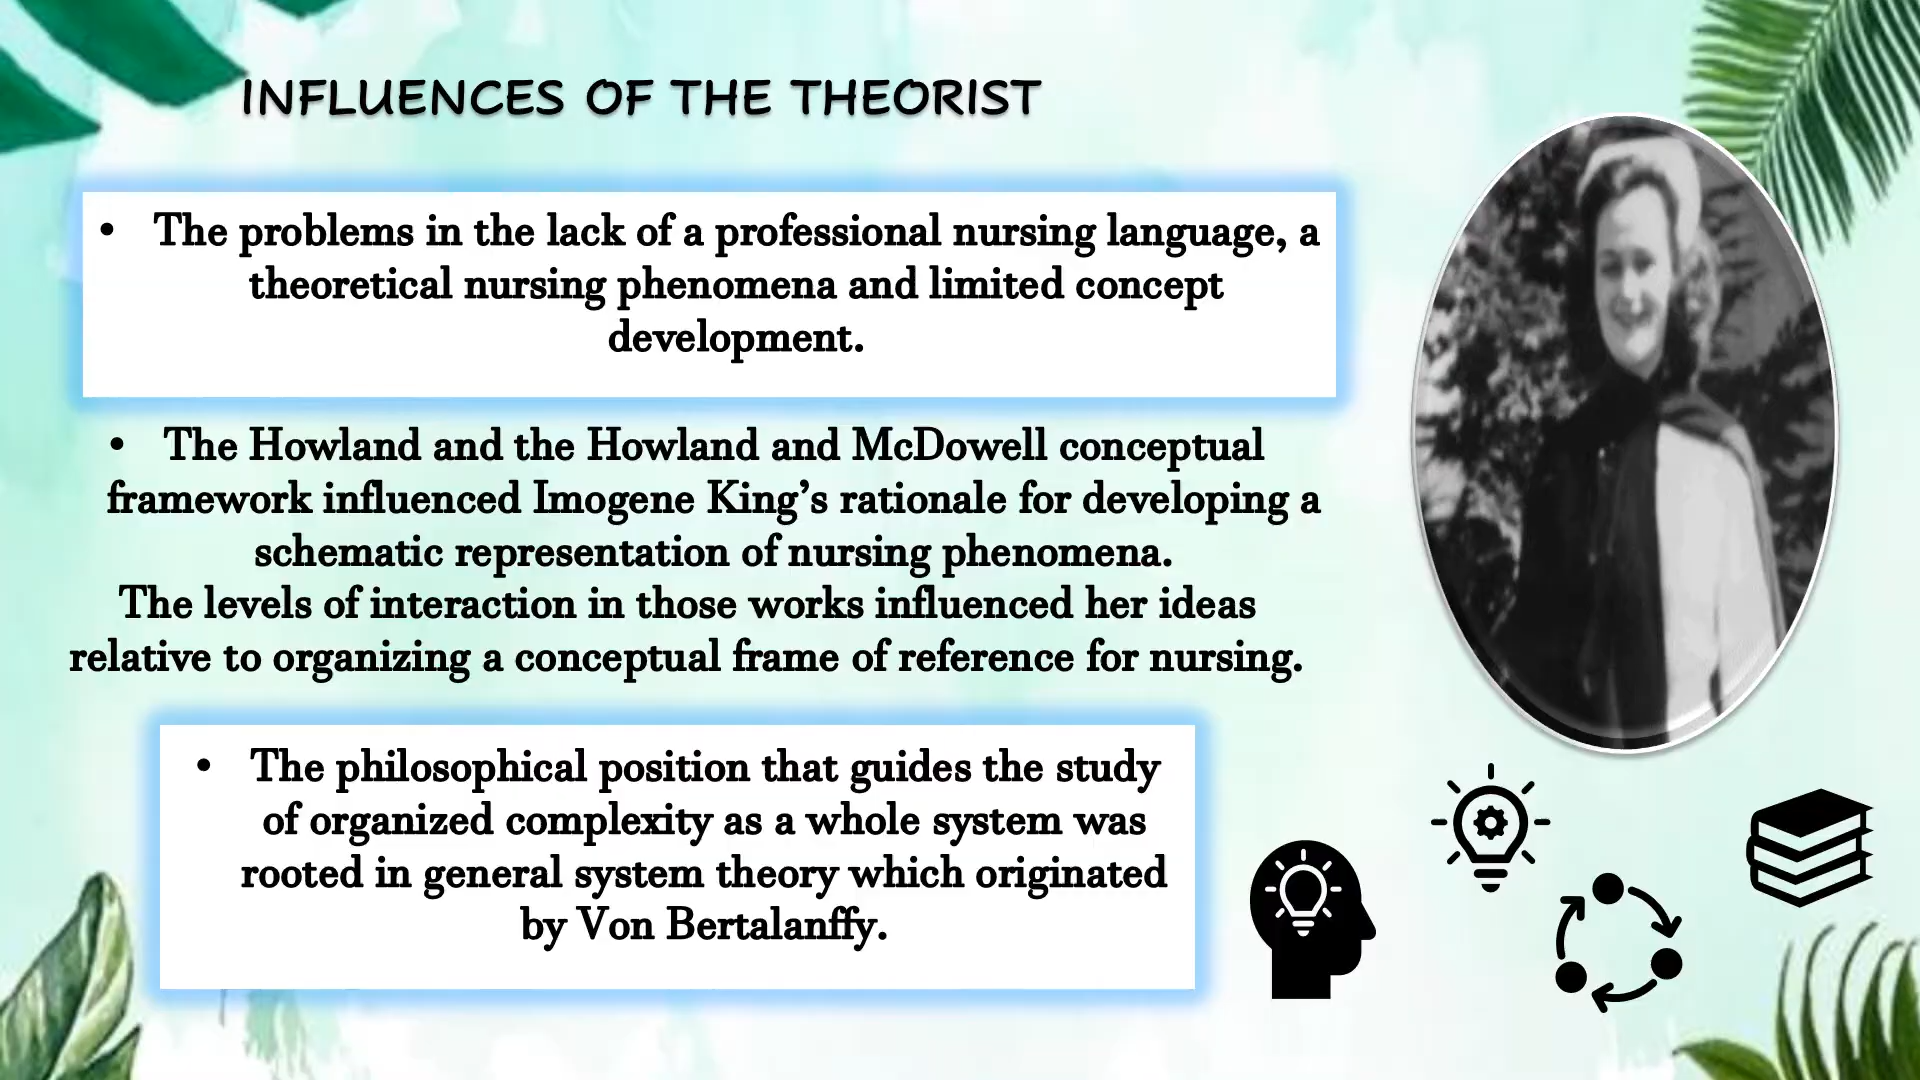 INFLUENCES OF THE THEORIST
• The problems in the lack of a professional nursing language, a
theoretical nursing phenomena and limited concept
development.
• The Howland and the Howland and McDowell conceptual
framework influenced Imogene King’s rationale for developing a
schematic representation of nursing phenomena.
The levels of interaction in those works influenced her ideas
relative to organizing a conceptual frame of reference for nursing.
• The philosophical position that guides the study
of organized complexity as a whole system was
rooted in general system theory which originated
by Von Bertalanffy.